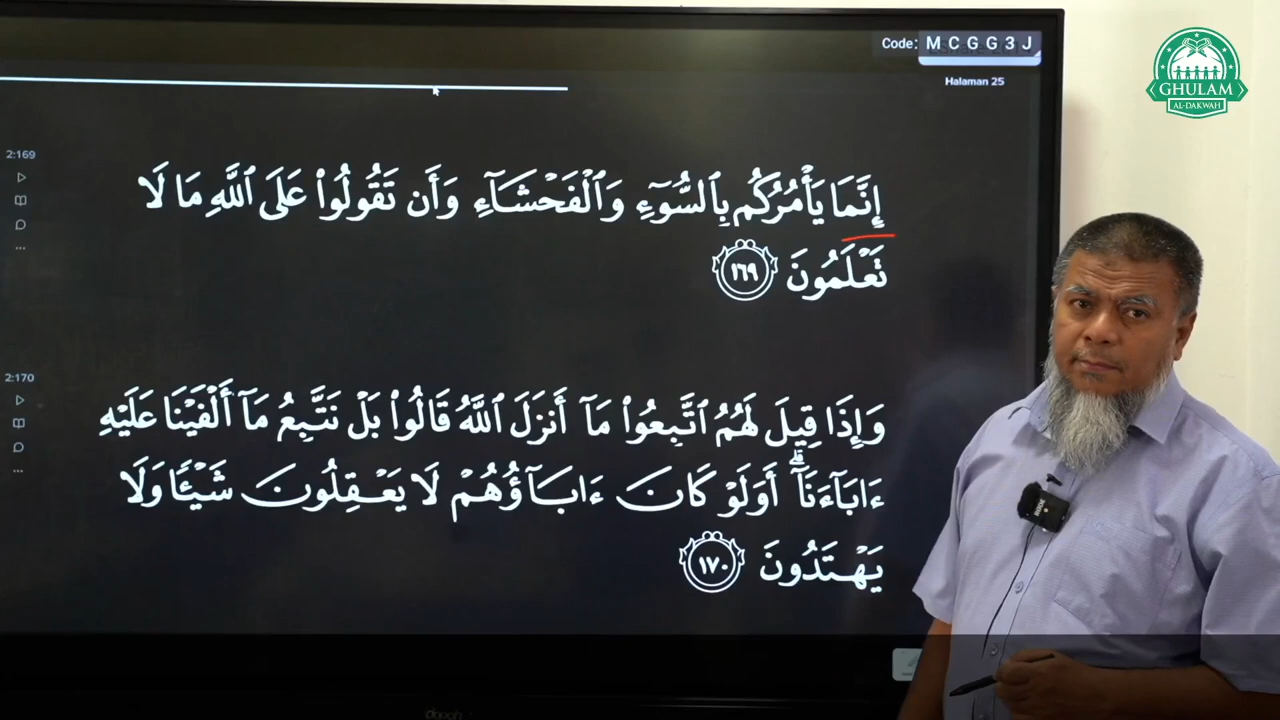 Code: M C G G 3 J
Halaman 25
GHULAM
AL-DAKWAH
2:169
إِنَّمَا يَأْمُرُكُم بِٱلسُّوٓءِ وَٱلْفَحْشَآءِ وَأَن تَقُولُوا۟ عَلَى ٱللَّهِ مَا لَا
تَعْلَمُونَ ١٦٩
2:170
وَإِذَا قِيلَ لَهُمُ ٱتَّبِعُوا۟ مَآ أَنزَلَ ٱللَّهُ قَالُوا۟ بَلْ نَتَّبِعُ مَآ أَلْفَيْنَا عَلَيْهِ
ءَابَآءَنَآ ۗ أَوَلَوْ كَانَ ءَابَآؤُهُمْ لَا يَعْقِلُونَ شَيْـًٔا وَلَا
يَهْتَدُونَ ١٧٠